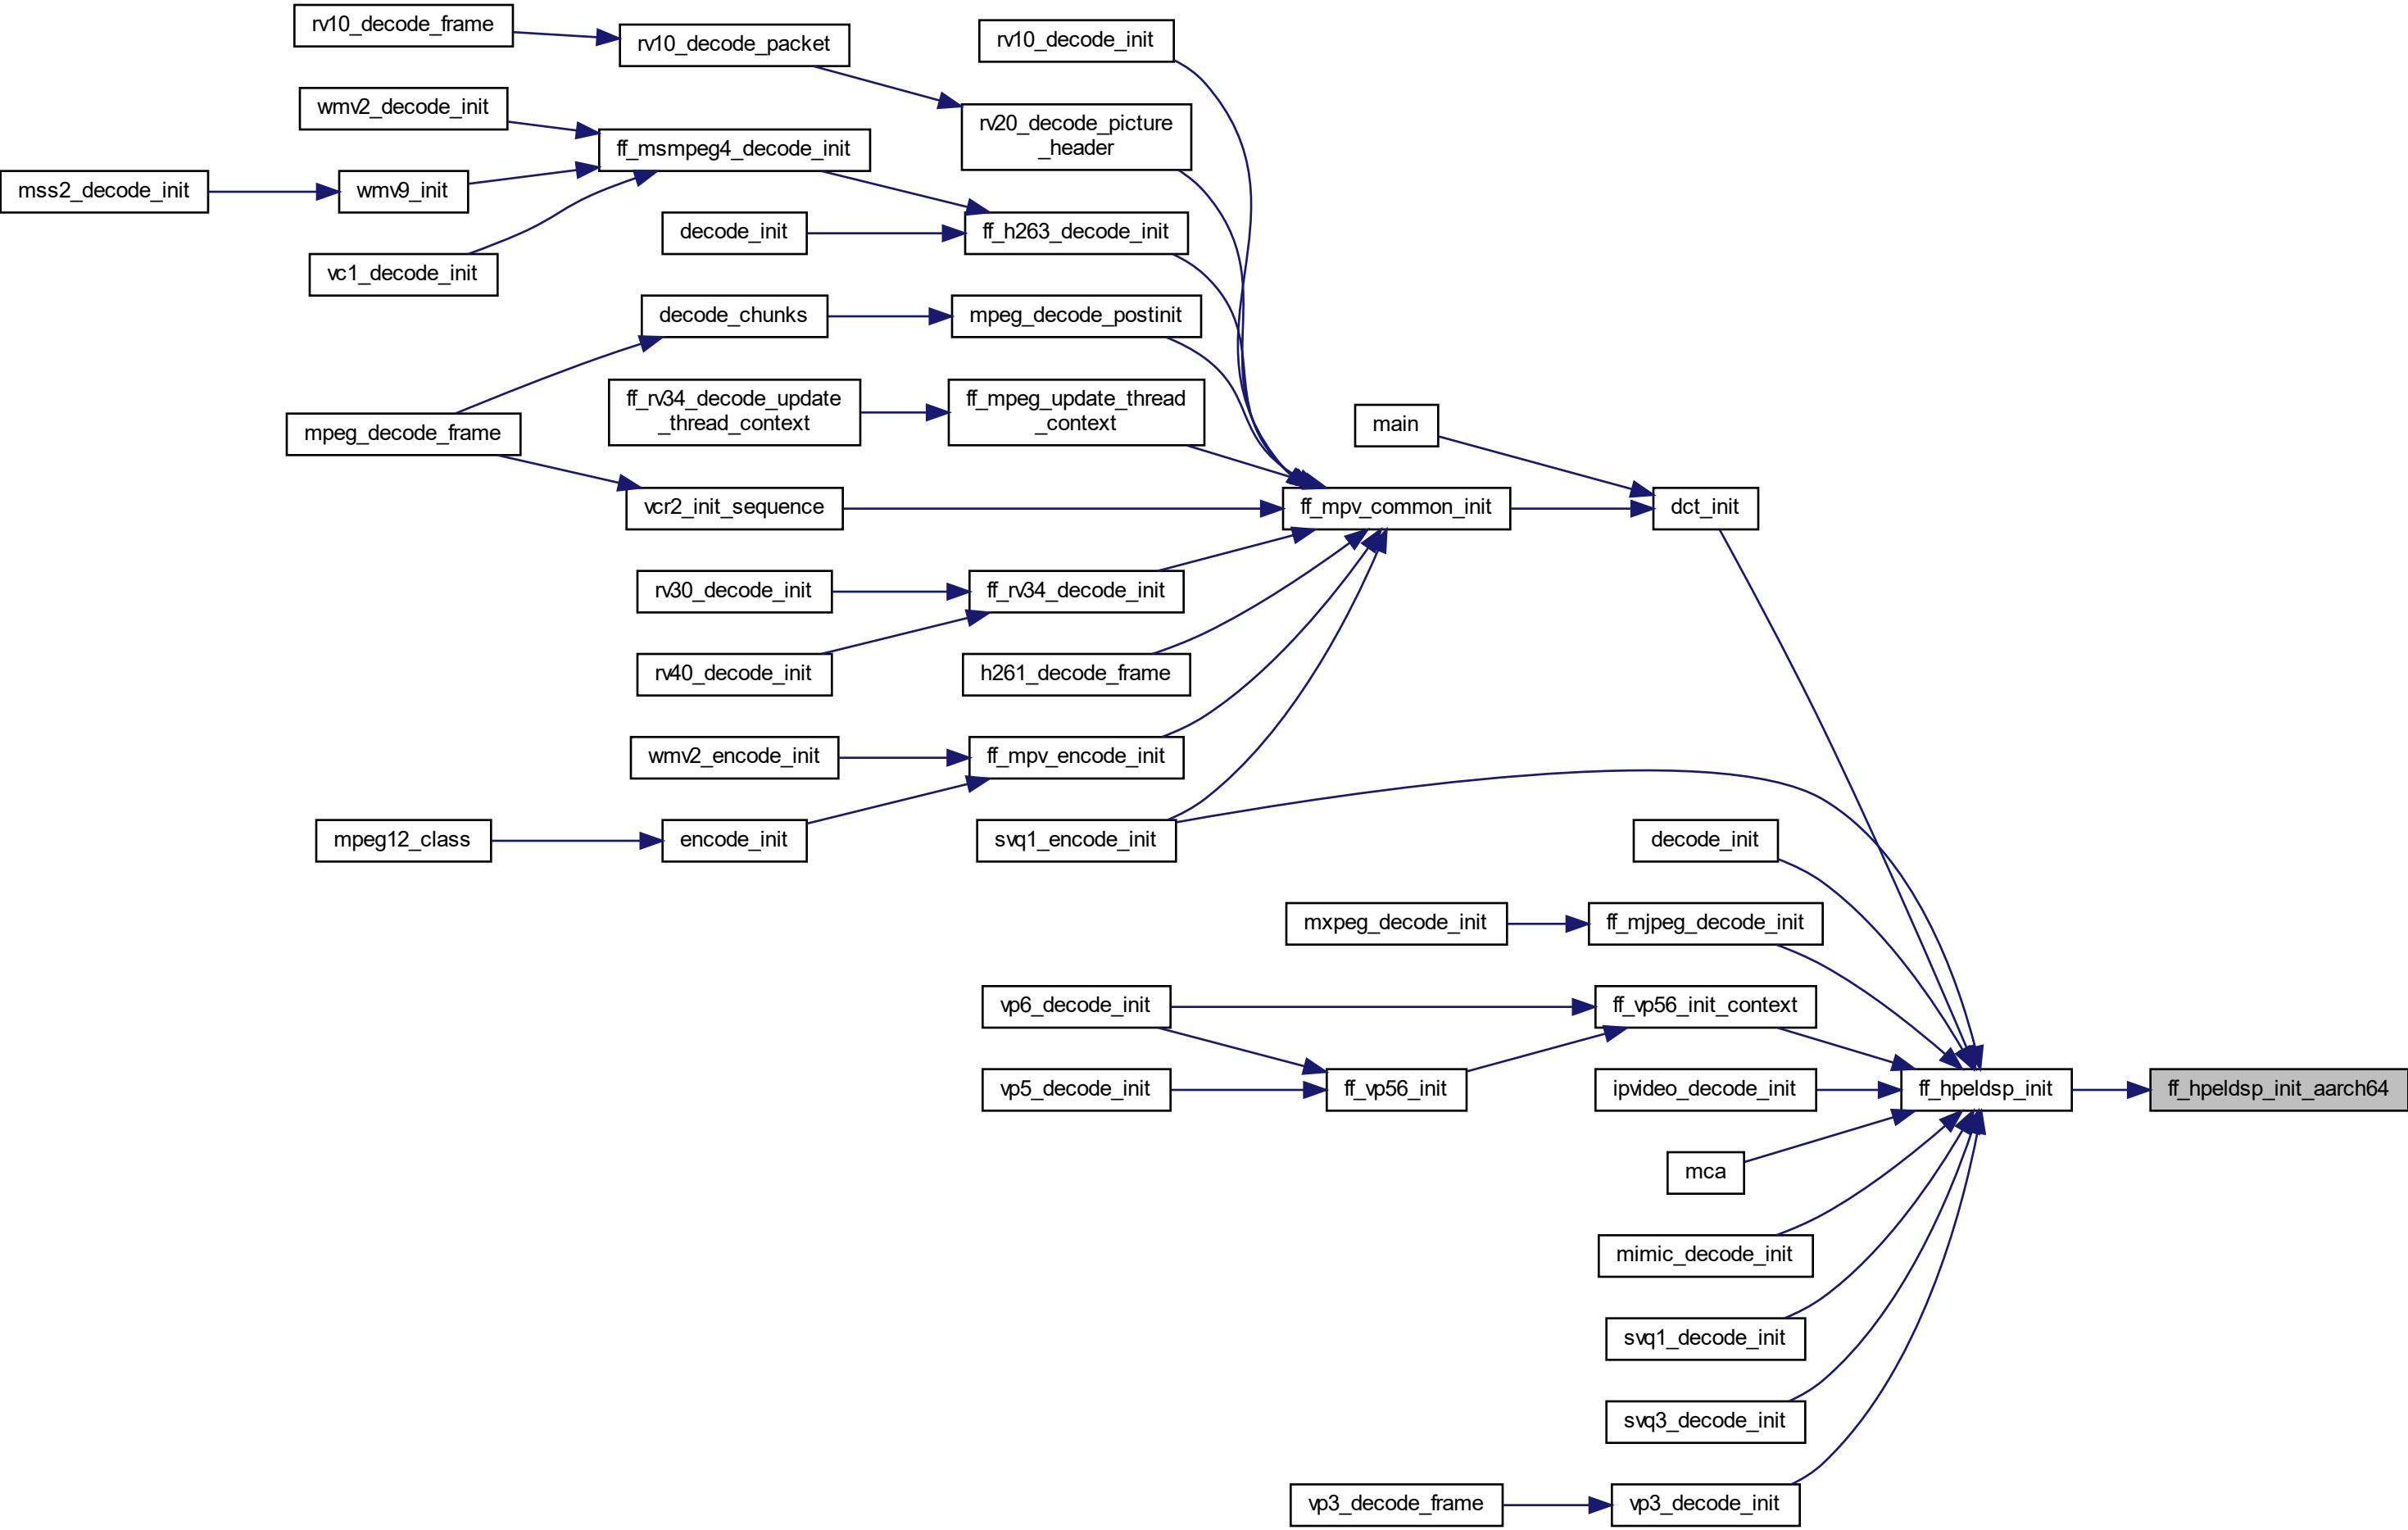 rv10_decode_frame
rv10_decode_packet
rv10_decode_init
wmv2_decode_init
rv20_decode_picture
_header
ff_msmpeg4_decode_init
mss2_decode_init
wmv9_init
decode_init
ff_h263_decode_init
vc1_decode_init
decode_chunks
mpeg_decode_postinit
ff_rv34_decode_update
_thread_context
ff_mpeg_update_thread
_context
main
mpeg_decode_frame
vcr2_init_sequence
ff_mpv_common_init
dct_init
rv30_decode_init
ff_rv34_decode_init
rv40_decode_init
h261_decode_frame
wmv2_encode_init
ff_mpv_encode_init
mpeg12_class
encode_init
svq1_encode_init
decode_init
mxpeg_decode_init
ff_mjpeg_decode_init
vp6_decode_init
ff_vp56_init_context
vp5_decode_init
ff_vp56_init
ipvideo_decode_init
ff_hpeldsp_init
ff_hpeldsp_init_aarch64
mca
mimic_decode_init
svq1_decode_init
svq3_decode_init
vp3_decode_frame
vp3_decode_init